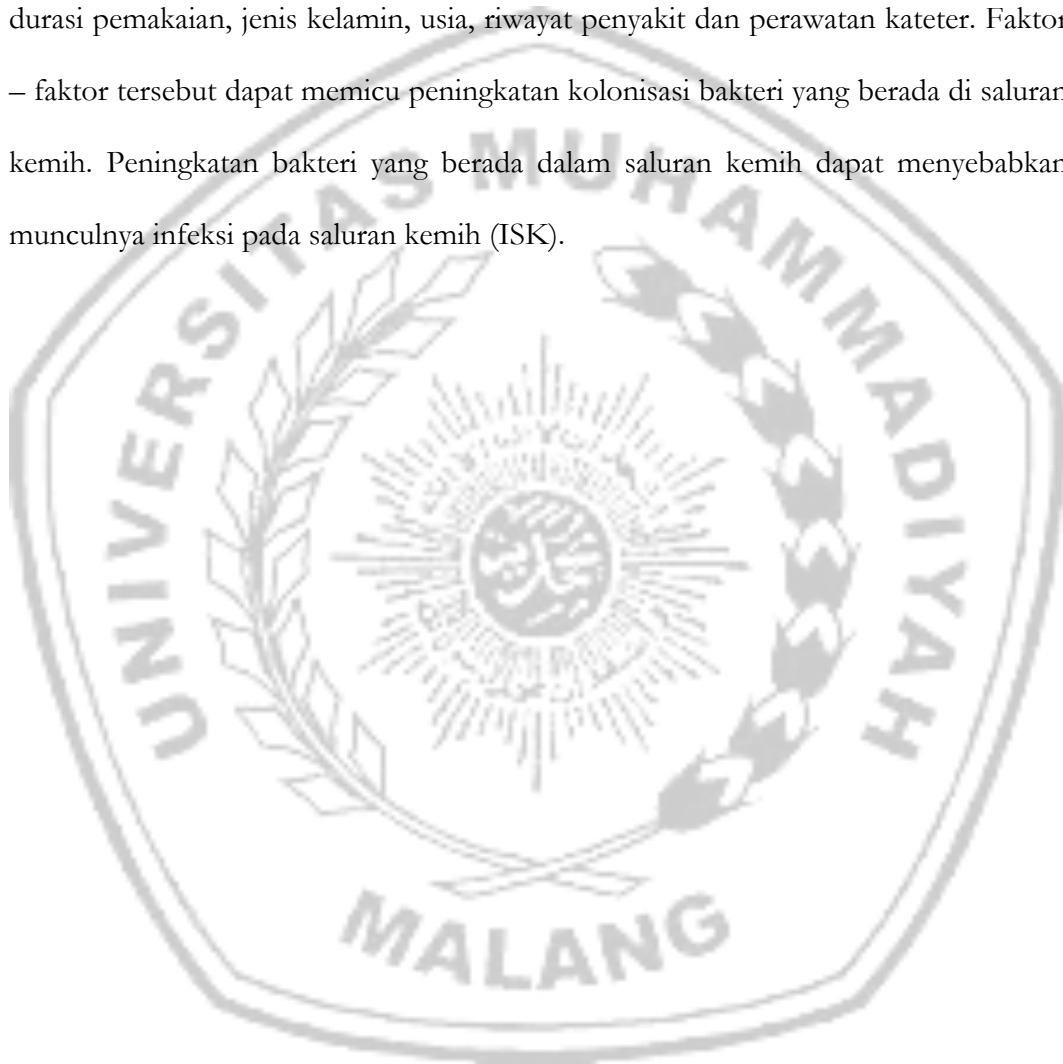 durasi pemakaian, jenis kelamin, usia, riwayat penyakit dan perawatan kateter. Faktor
– faktor tersebut dapat memicu peningkatan kolonisasi bakteri yang berada di saluran
kemih. Peningkatan bakteri yang berada dalam saluran kemih dapat menyebabkan
munculnya infeksi pada saluran kemih (ISK).
UNIVERSITAS MUHAMMADIYAH
MALANG